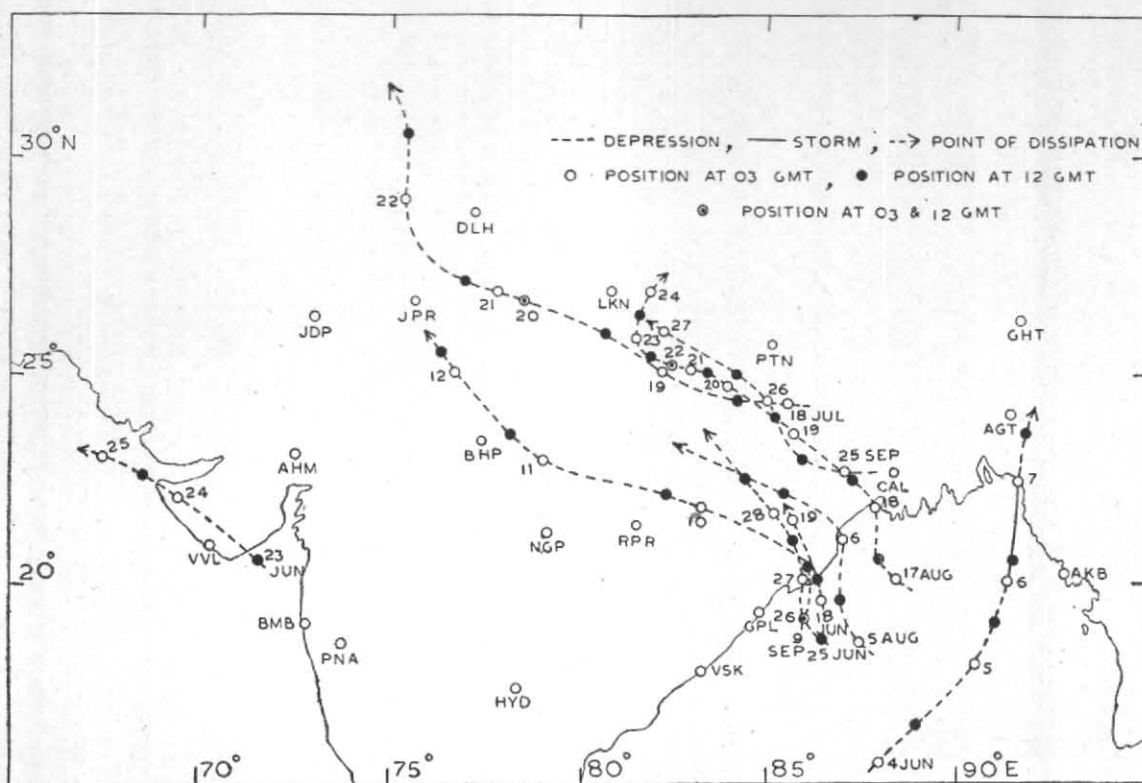 30°N
DEPRESSION, STORM, POINT OF DISSIPATION
POSITION AT 03 GMT, POSITION AT 12 GMT
POSITION AT 03 & 12 GMT
22
DLH
21
20
JPR
JDP
LKN
24
27
23
22
21
20
19
PTN
GHT
25°
12
26
18 JUL
19
AGT
25
AHM
BHP
11
25 SEP
CAL
18
7
24
VVL
23
JUN
NGP
RPR
10
28
19
6
20°
27
17 AUG
6
AKB
BMB
PNA
GPL
26
9
SEP
18
JUN
25 JUN
5 AUG
5
VSK
HYD
4 JUN
70°
75°
80°
85°
90°E